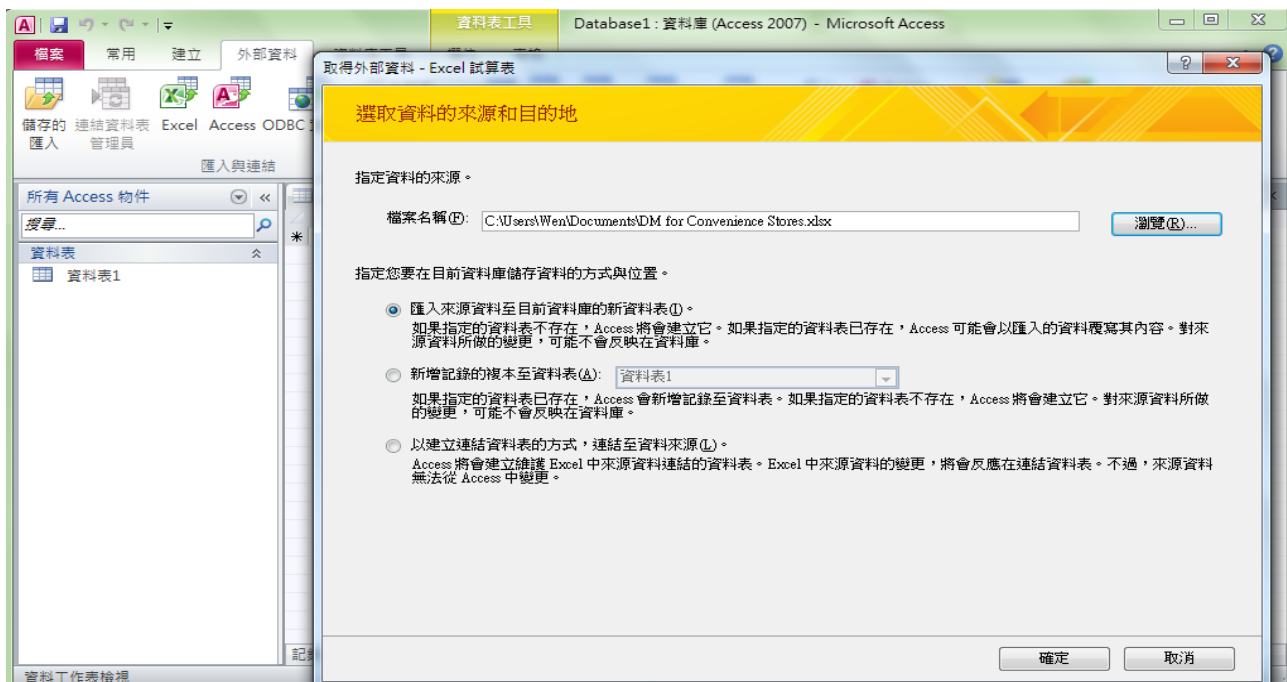 資料表工具
Database1 : 資料庫 (Access 2007) - Microsoft Access
檔案 常用 建立 外部資料
取得外部資料 - Excel 試算表
儲存的匯入 連結資料表管理員 Excel Access ODBC
匯入與連結
所有 Access 物件
搜尋...
資料表
資料表1
選取資料的來源和目的地
指定資料的來源。
檔案名稱(F): C:\Users\Wen\Documents\DM for Convenience Stores.xlsx 瀏覽(R)...
指定您要在目前資料庫儲存資料的方式與位置。
匯入來源資料至目前資料庫的新資料表(I)。
如果指定的資料表不存在，Access 將會建立它。如果指定的資料表已存在，Access 可能會以匯入的資料覆寫其內容。對來
源資料所做的變更，可能不會反映在資料庫。
新增記錄的複本至資料表(A): 資料表1
如果指定的資料表已存在，Access 會新增記錄至資料表。如果指定的資料表不存在，Access 將會建立它。對來源資料所做
的變更，可能不會反映在資料庫。
以建立連結資料表的方式，連結至資料來源(L)。
Access 將會建立維護 Excel 中來源資料連結的資料表。Excel 中來源資料的變更，將會反應在連結資料表。不過，來源資料
無法從 Access 中變更。
確定 取消
資料工作表檢視